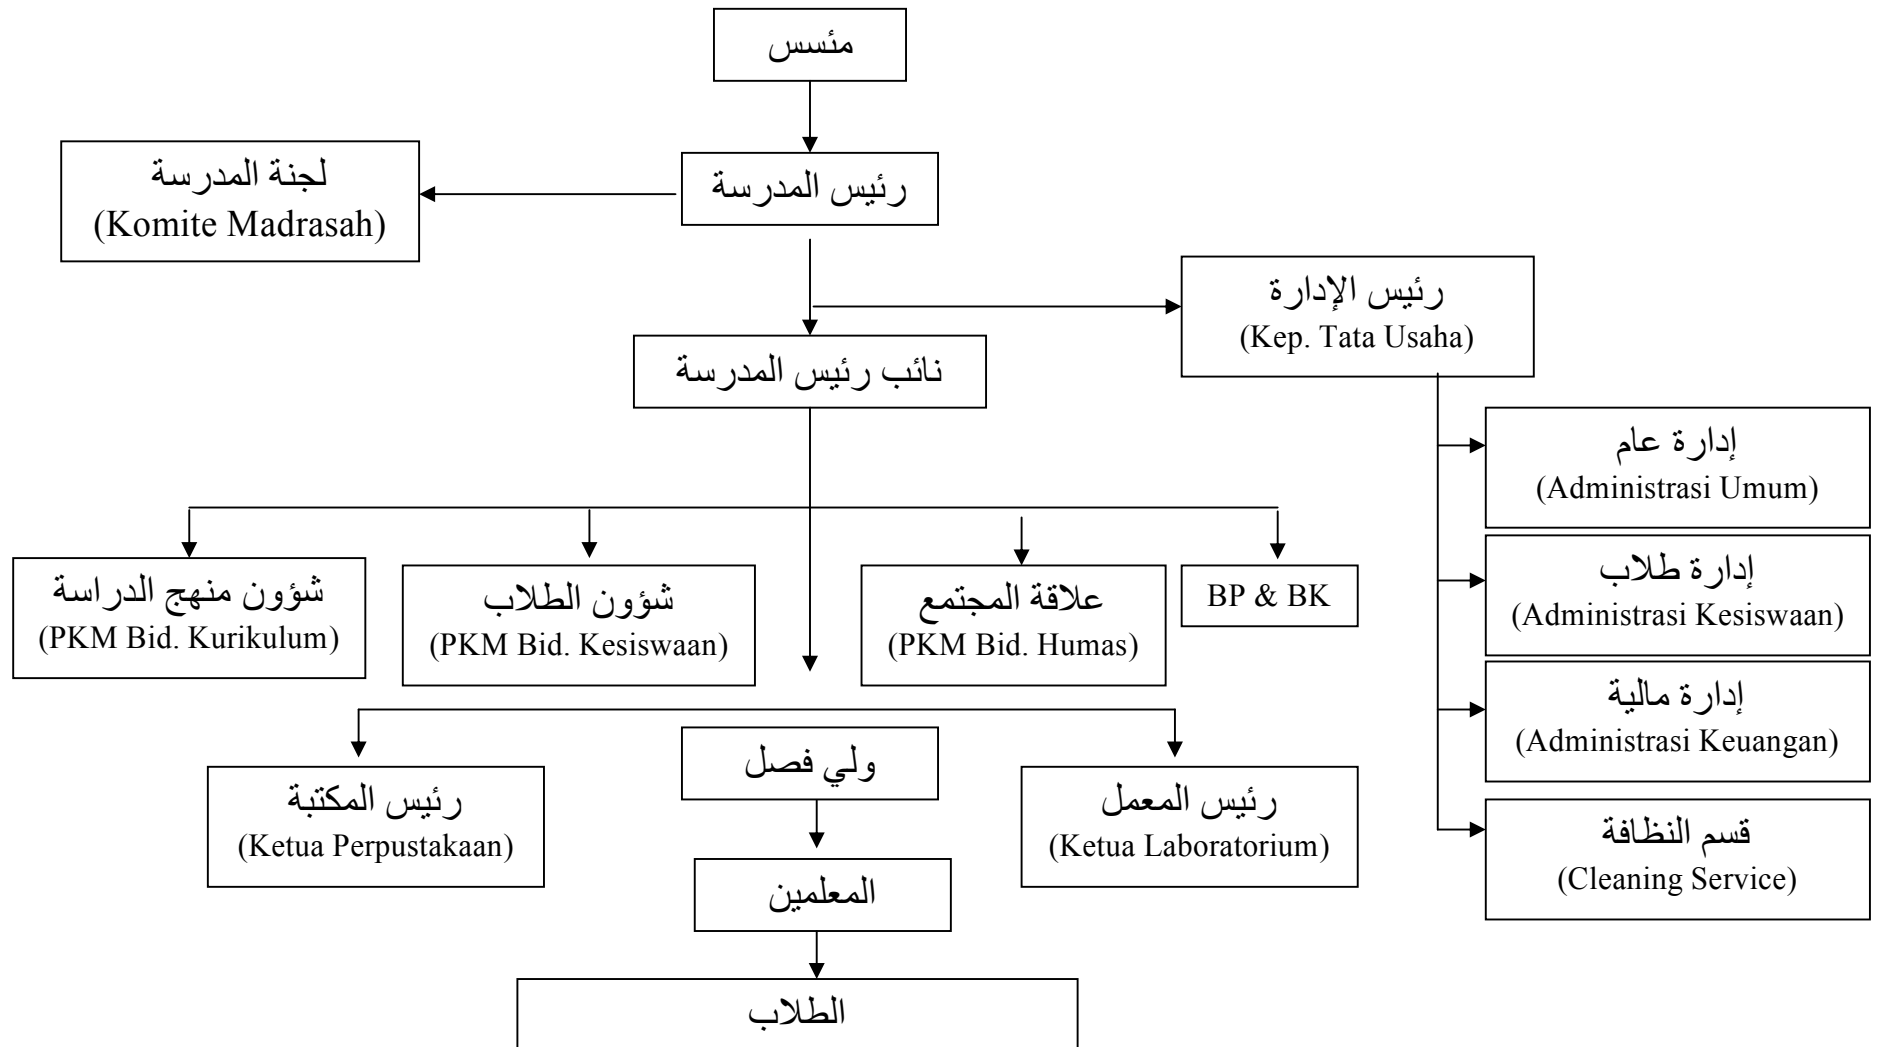 مئسس
لجنة المدرسة
(Komite Madrasah)
رئيس المدرسة
رئيس الإدارة
(Kep. Tata Usaha)
نائب رئيس المدرسة
إدارة عام
(Administrasi Umum)
شؤون منهج الدراسة
(PKM Bid. Kurikulum)
شؤون الطلاب
(PKM Bid. Kesiswaan)
علاقة المجتمع
(PKM Bid. Humas)
BP & BK
إدارة طلاب
(Administrasi Kesiswaan)
إدارة مالية
(Administrasi Keuangan)
رئيس المكتبة
(Ketua Perpustakaan)
ولي فصل
رئيس المعمل
(Ketua Laboratorium)
قسم النظافة
(Cleaning Service)
المعلمين
الطلاب